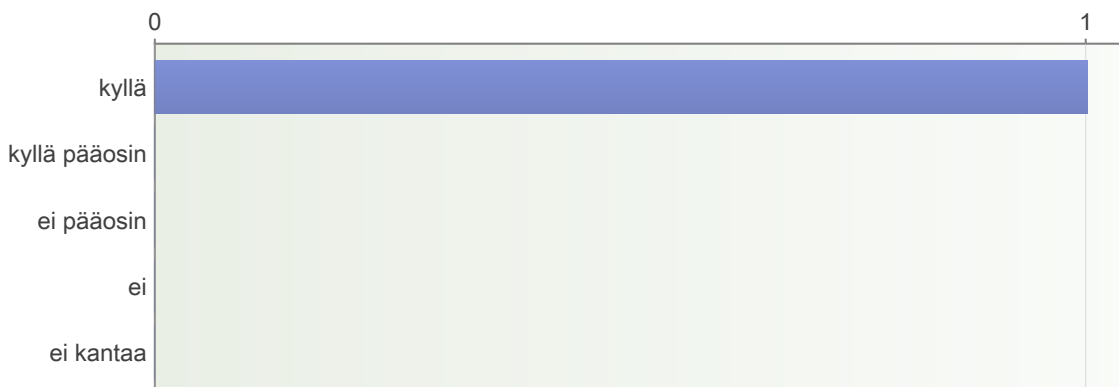 0 1
kyllä
kyllä pääosin
ei pääosin
ei
ei kantaa